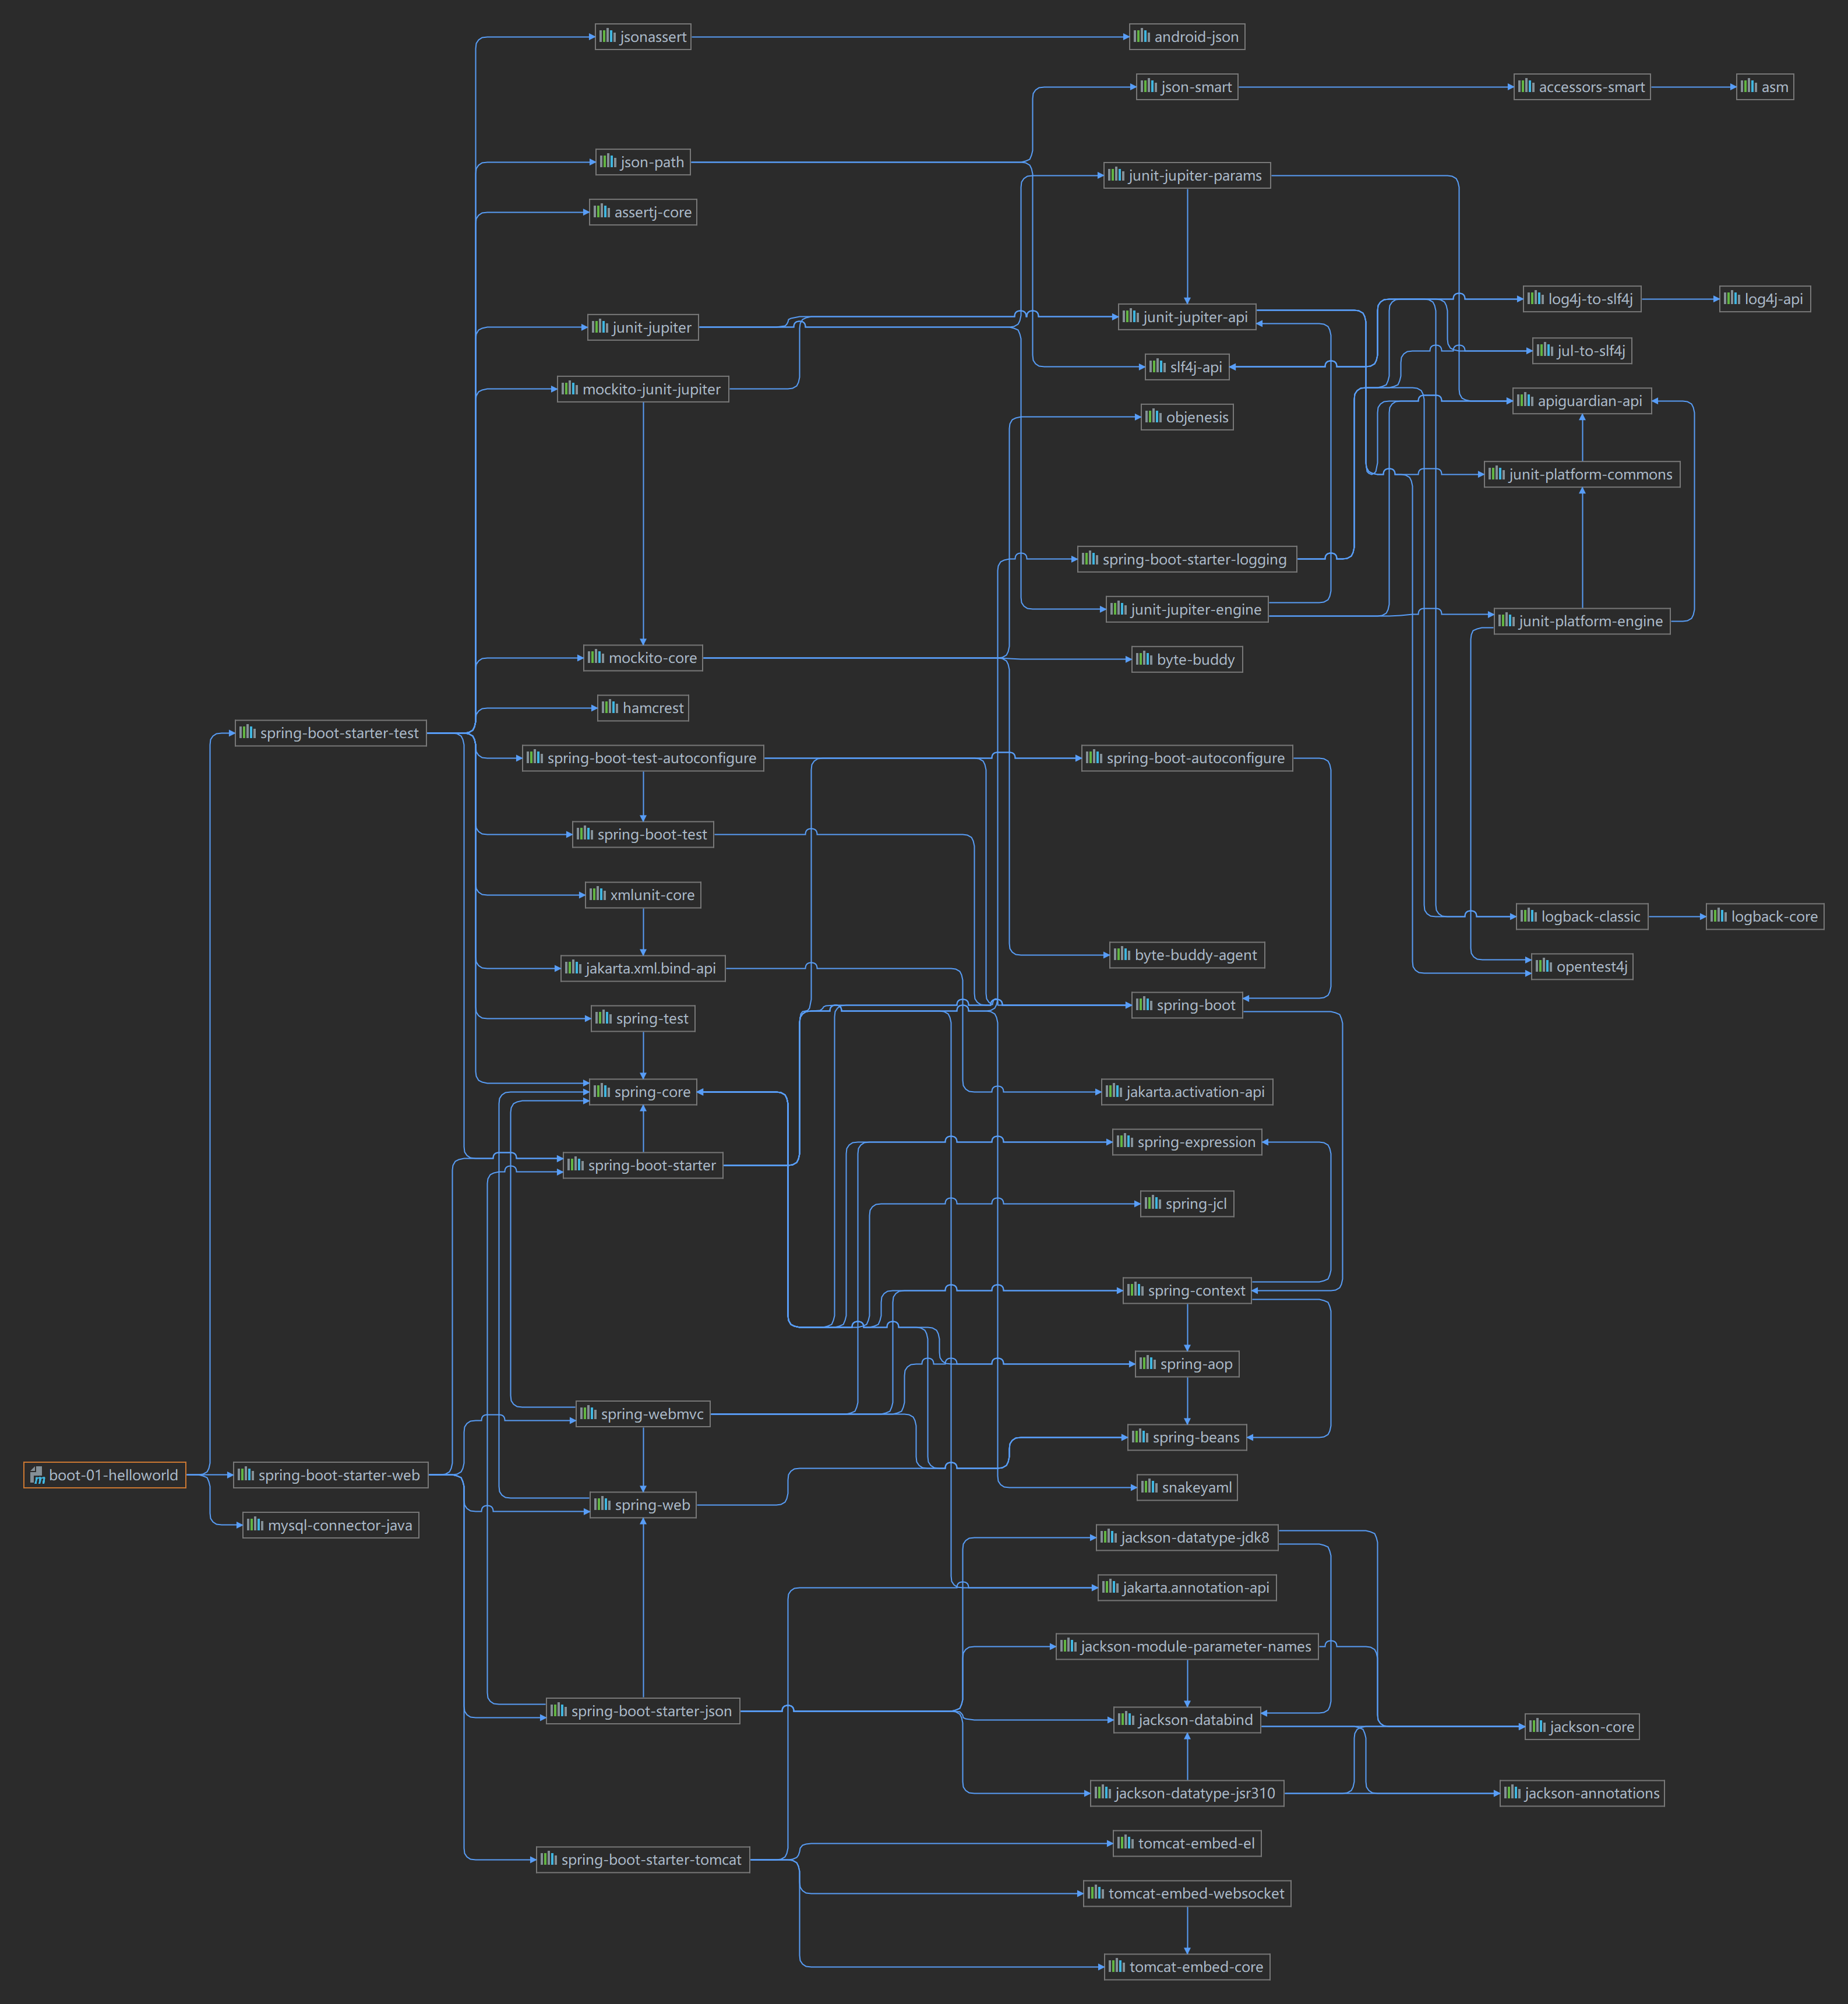 jsonassert
android-json
json-smart
accessors-smart
asm
json-path
junit-jupiter-params
assertj-core
log4j-to-slf4j
log4j-api
junit-jupiter-api
junit-jupiter
jul-to-slf4j
slf4j-api
mockito-junit-jupiter
apiguardian-api
objenesis
junit-platform-commons
spring-boot-starter-logging
junit-jupiter-engine
junit-platform-engine
mockito-core
byte-buddy
hamcrest
spring-boot-starter-test
spring-boot-test-autoconfigure
spring-boot-autoconfigure
spring-boot-test
xmlunit-core
logback-classic
logback-core
byte-buddy-agent
opentest4j
jakarta.xml.bind-api
spring-boot
spring-test
spring-core
jakarta.activation-api
spring-expression
spring-boot-starter
spring-jcl
spring-context
spring-aop
spring-webmvc
spring-beans
boot-01-helloworld
spring-boot-starter-web
snakeyaml
spring-web
mysql-connector-java
jackson-datatype-jdk8
jakarta.annotation-api
jackson-module-parameter-names
spring-boot-starter-json
jackson-databind
jackson-core
jackson-datatype-jsr310
jackson-annotations
tomcat-embed-el
spring-boot-starter-tomcat
tomcat-embed-websocket
tomcat-embed-core